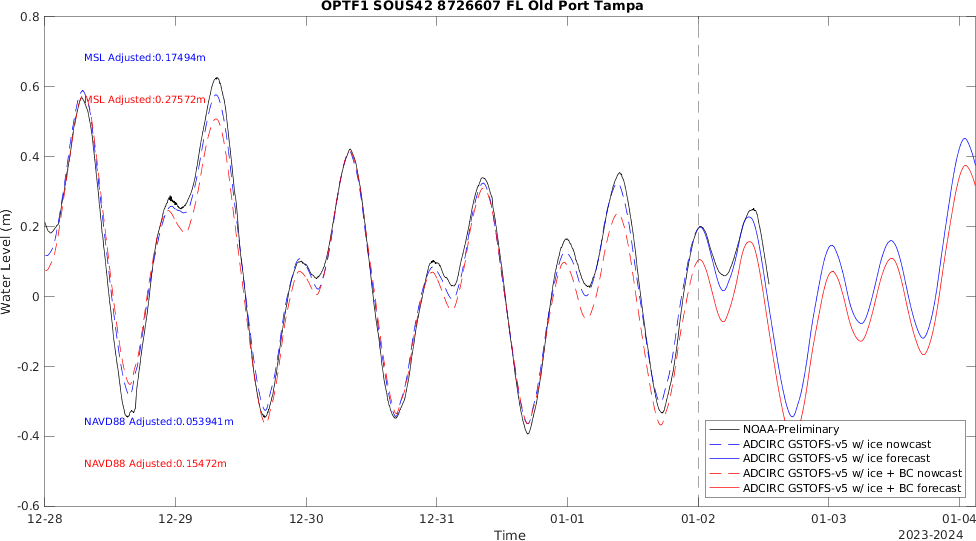 OPTF1 SOUS42 8726607 FL Old Port Tampa
0.8
0.6
0.4
0.2
0
-0.2
-0.4
-0.6
Water Level (m)
MSL Adjusted:0.17494m
MSL Adjusted:0.27572m
NAVD88 Adjusted:0.053941m
NAVD88 Adjusted:0.15472m
NOAA-Preliminary
ADCIRC GSTOFS-v5 w/ ice nowcast
ADCIRC GSTOFS-v5 w/ ice forecast
ADCIRC GSTOFS-v5 w/ ice + BC nowcast
ADCIRC GSTOFS-v5 w/ ice + BC forecast
12-28 12-29 12-30 12-31 01-01 01-02 01-03 01-04
Time
2023-2024